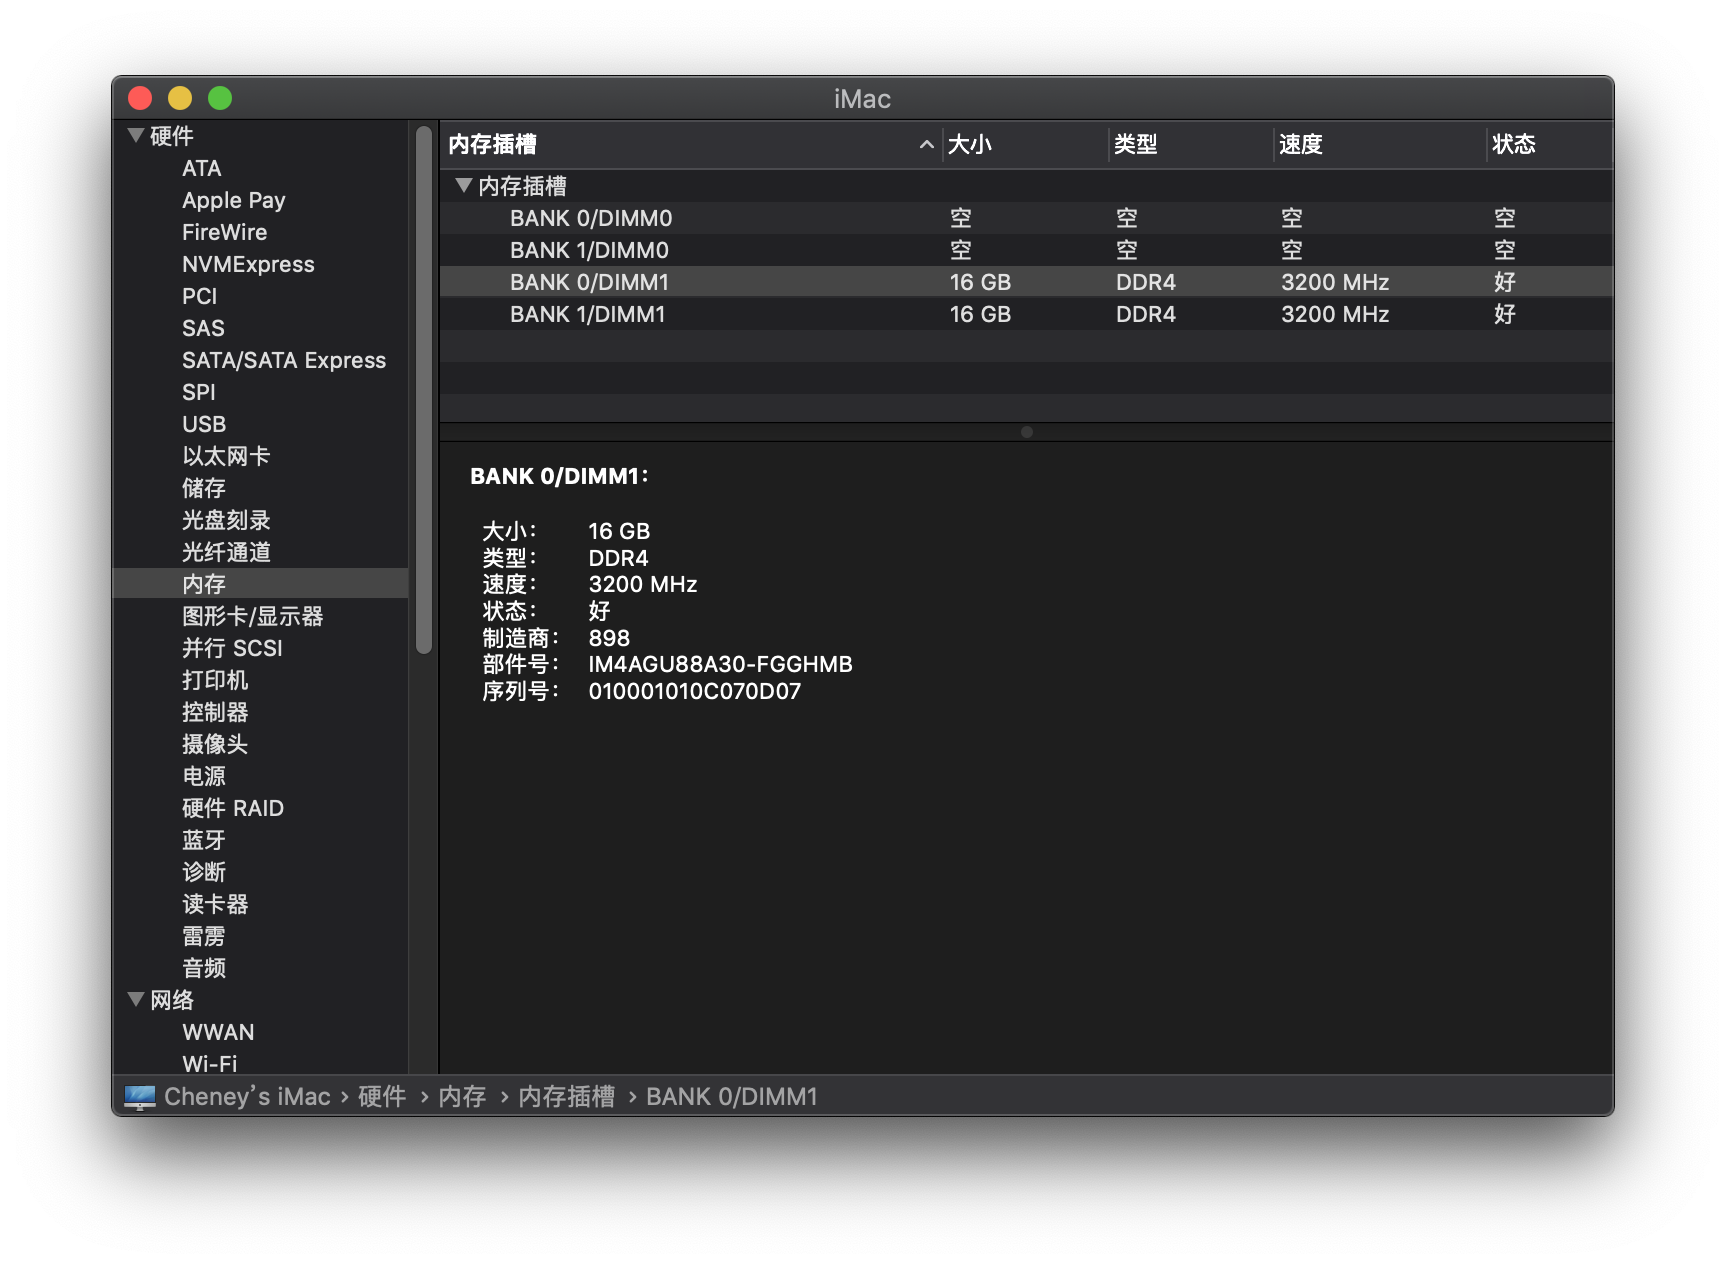 iMac
硬件
ATA
Apple Pay
FireWire
NVMExpress
PCI
SAS
SATA/SATA Express
SPI
USB
以太网卡
储存
光盘刻录
光纤通道
内存
图形卡/显示器
并行 SCSI
打印机
控制器
摄像头
电源
硬件 RAID
蓝牙
诊断
读卡器
雷雳
音频
网络
WWAN
Wi-Fi
内存插槽 大小 类型 速度 状态
内存插槽
BANK 0/DIMM0 空 空 空 空
BANK 1/DIMM0 空 空 空 空
BANK 0/DIMM1 16 GB DDR4 3200 MHz 好
BANK 1/DIMM1 16 GB DDR4 3200 MHz 好
BANK 0/DIMM1:
大小： 16 GB
类型： DDR4
速度： 3200 MHz
状态： 好
制造商： 898
部件号： IM4AGU88A30-FGGHMB
序列号： 010001010C070D07
Cheney’s iMac › 硬件 › 内存 › 内存插槽 › BANK 0/DIMM1